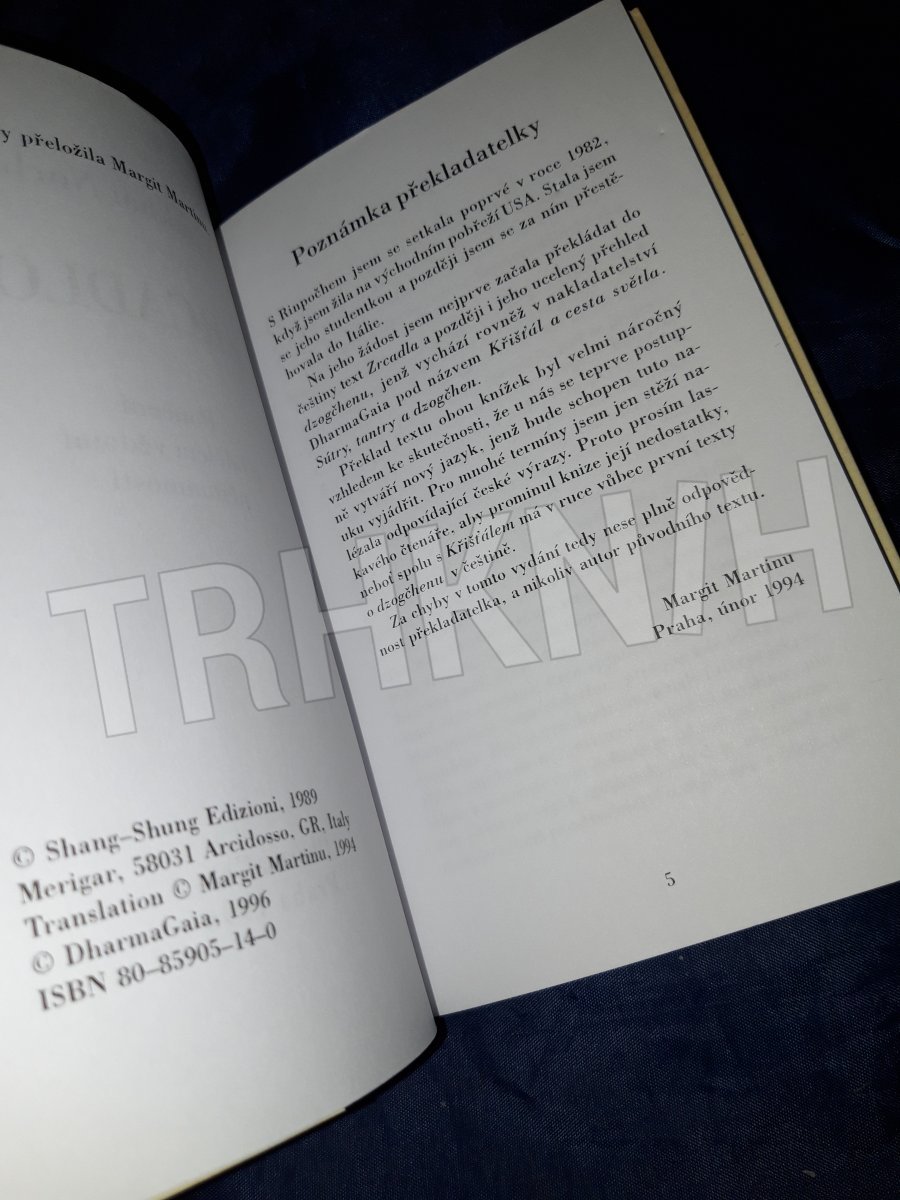 y přeložila Margit Martinu
© Shang–Shung Edizioni, 1989
Merigar, 58031 Arcidosso, GR, Italy
Translation © Margit Martinu, 1994
© DharmaGaia, 1996
ISBN 80–85905–14–0
Poznámka překladatelky
S Rinpočhem jsem se setkala poprvé v roce 1982,
když jsem žila na východním pobřeží USA. Stala jsem
se jeho studentkou a později jsem se za ním přestě-
hovala do Itálie.
Na jeho žádost jsem nejprve začala překládat do
češtiny text Zrcadla a později i jeho ucelený přehled
dzogčhenu, jenž vychází rovněž v nakladatelství
DharmaGaia pod názvem Křišťál a cesta světla.
Sútry, tantry a dzogčhen.
Překlad textu obou knížek byl velmi náročný
vzhledem ke skutečnosti, že u nás se teprve postup-
ně vytváří nový jazyk, jenž bude schopen tuto na-
uku vyjádřit. Pro mnohé termíny jsem jen stěží na-
lézala odpovídající české výrazy. Proto prosím las-
kavého čtenáře, aby prominul knize její nedostatky,
neboť spolu s Křišťálem má v ruce vůbec první texty
o dzogčhenu v češtině.
Za chyby v tomto vydání tedy nese plně odpověd-
nost překladatelka, a nikoliv autor původního textu.
Margit Martinu
Praha, únor 1994
5
TRHKN/H